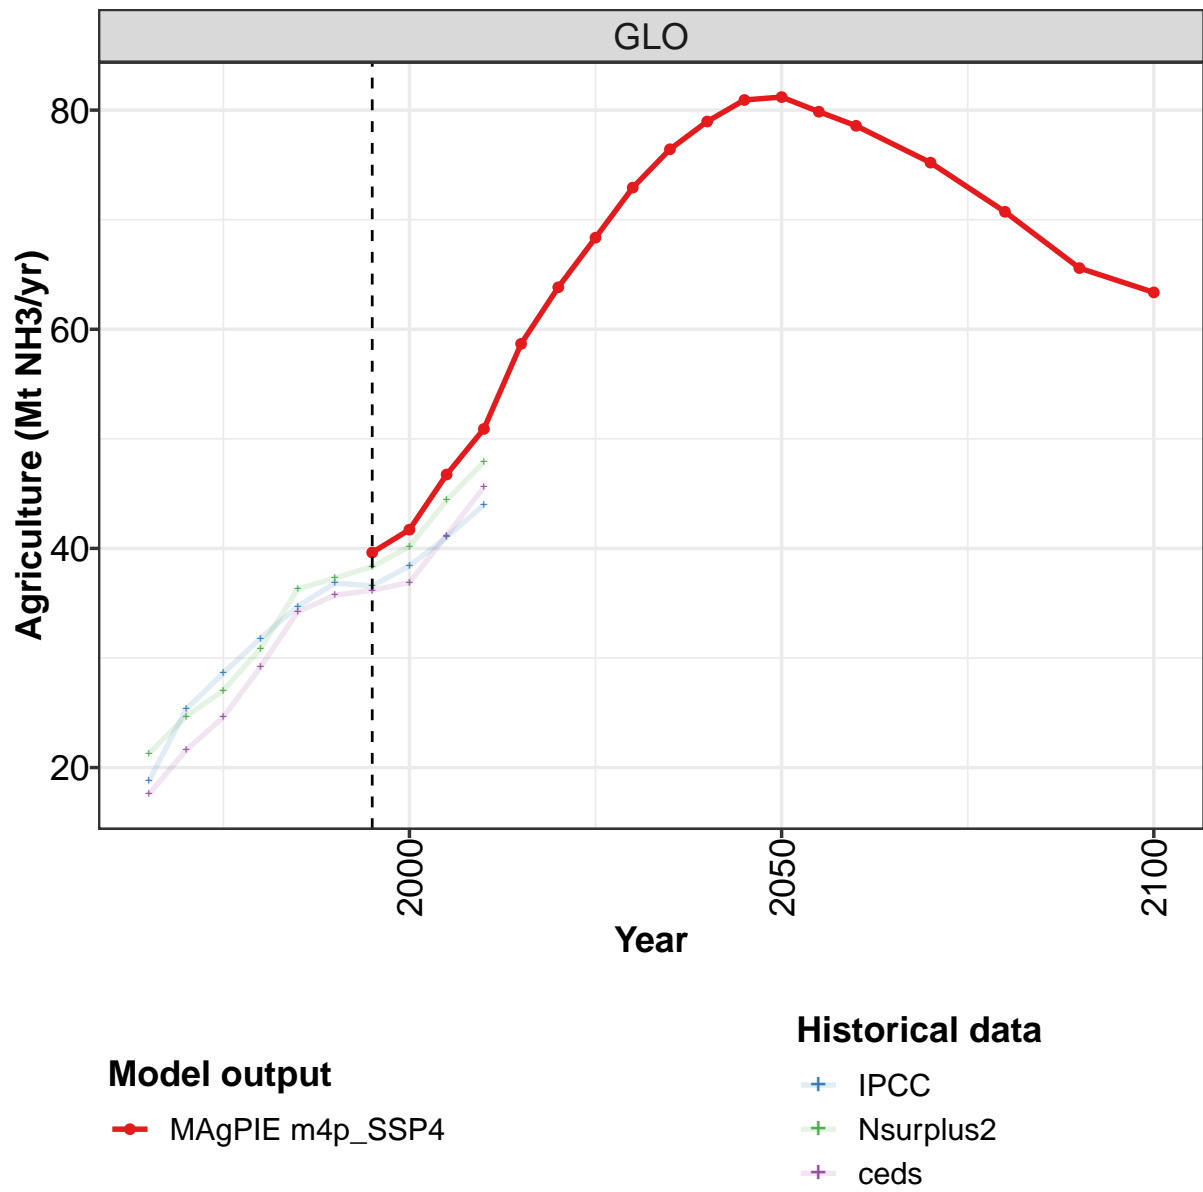 GLO
80
60
40
20
Agriculture (Mt NH3/yr)
2000
2050
2100
Year
Model output
MAgPIE m4p_SSP4
Historical data
IPCC
Nsurplus2
ceds